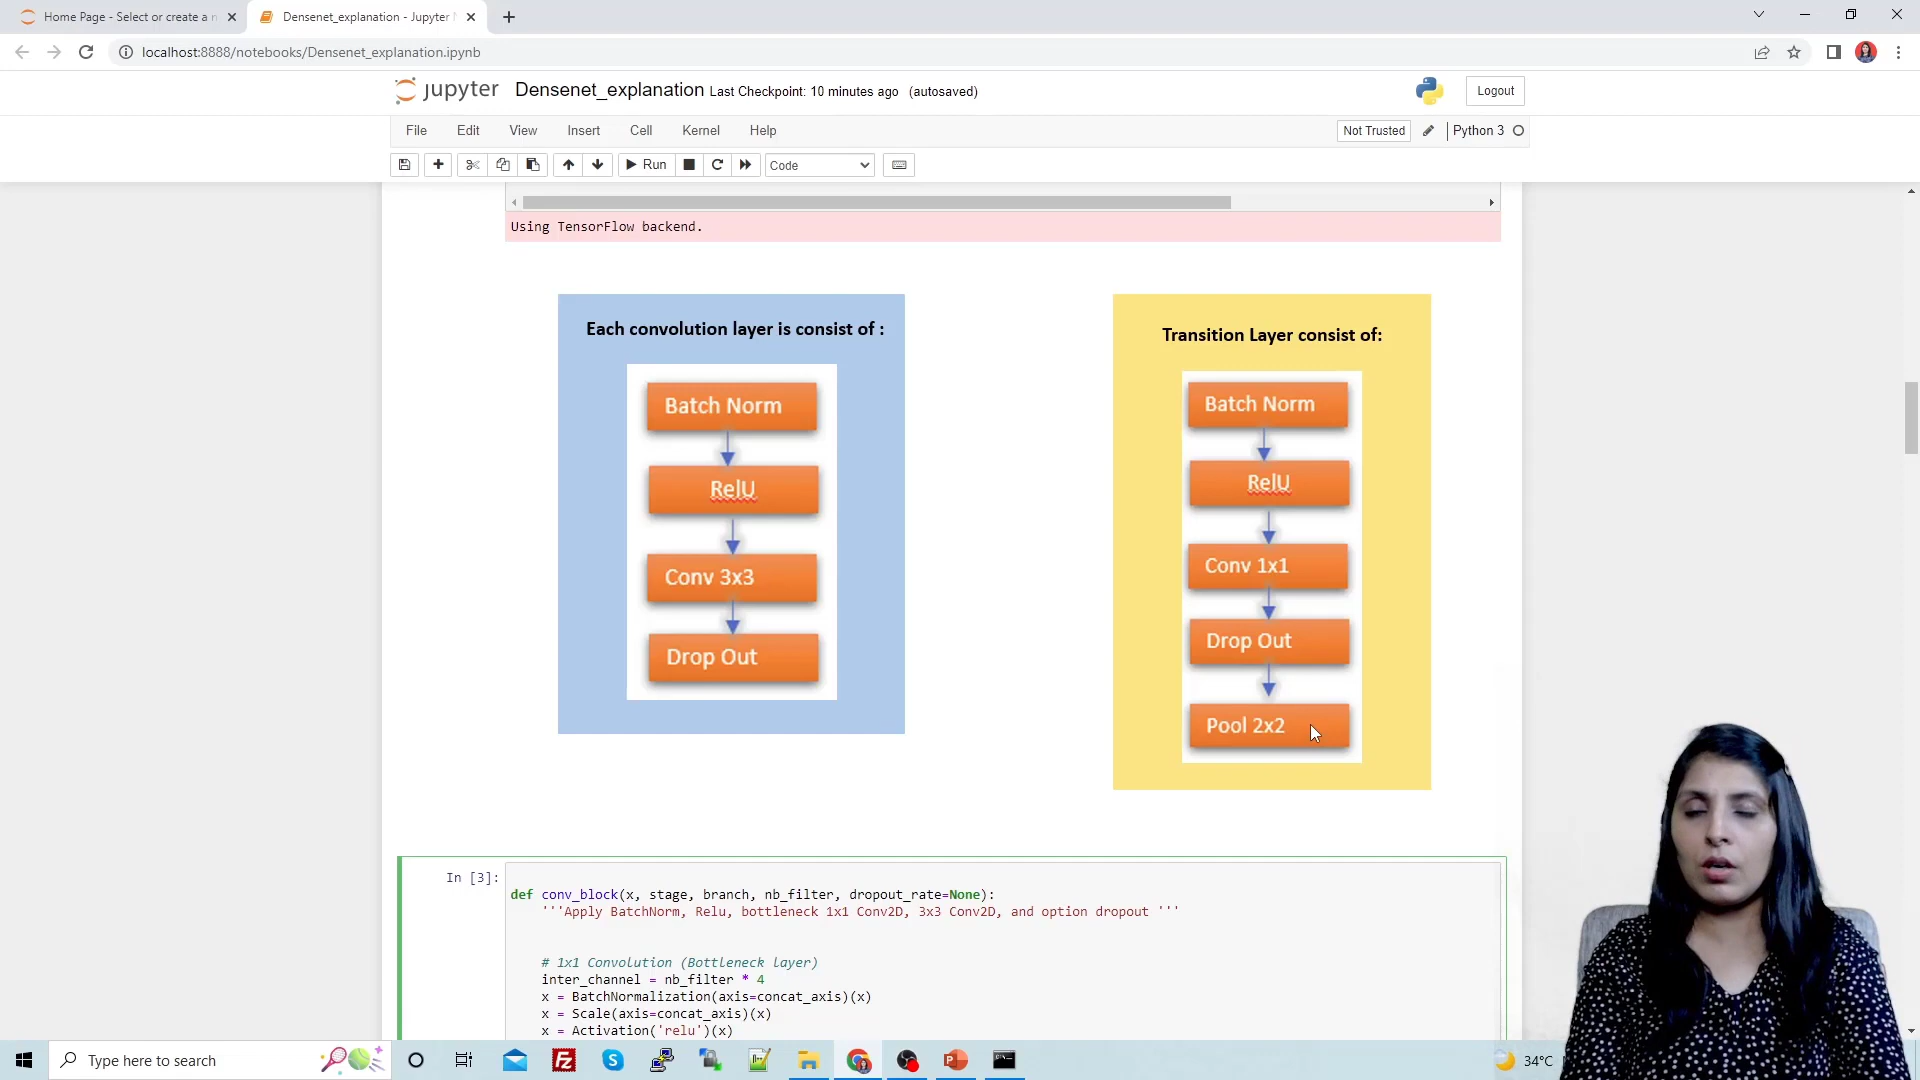 Home Page - Select or create a n
Densenet_explanation - Jupyter N
localhost:8888/notebooks/Densenet_explanation.ipynb
jupyter
Densenet_explanation Last Checkpoint: 10 minutes ago (autosaved)
Logout
File Edit View Insert Cell Kernel Help
Not Trusted
Python 3
Run
Code
Using TensorFlow backend.
Each convolution layer is consist of :
Batch Norm
RelU
Conv 3x3
Drop Out
Transition Layer consist of:
Batch Norm
RelU
Conv 1x1
Drop Out
Pool 2x2
In [3]:
def conv_block(x, stage, branch, nb_filter, dropout_rate=None):
'''Apply BatchNorm, Relu, bottleneck 1x1 Conv2D, 3x3 Conv2D, and option dropout '''
# 1x1 Convolution (Bottleneck layer)
inter_channel = nb_filter * 4
x = BatchNormalization(axis=concat_axis)(x)
x = Scale(axis=concat_axis)(x)
x = Activation('relu')(x)
Type here to search
34°C